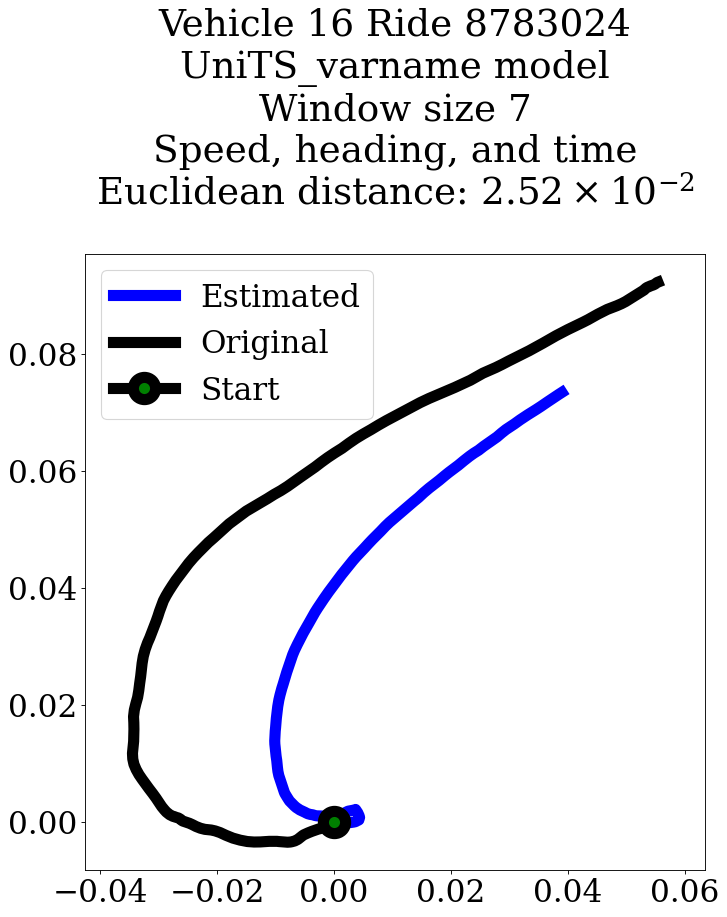 Vehicle 16 Ride 8783024
UniTS_varname model
Window size 7
Speed, heading, and time
Euclidean distance: 2.52 × 10⁻²
Estimated
Original
Start
0.08
0.06
0.04
0.02
0.00
−0.04 −0.02 0.00 0.02 0.04 0.06